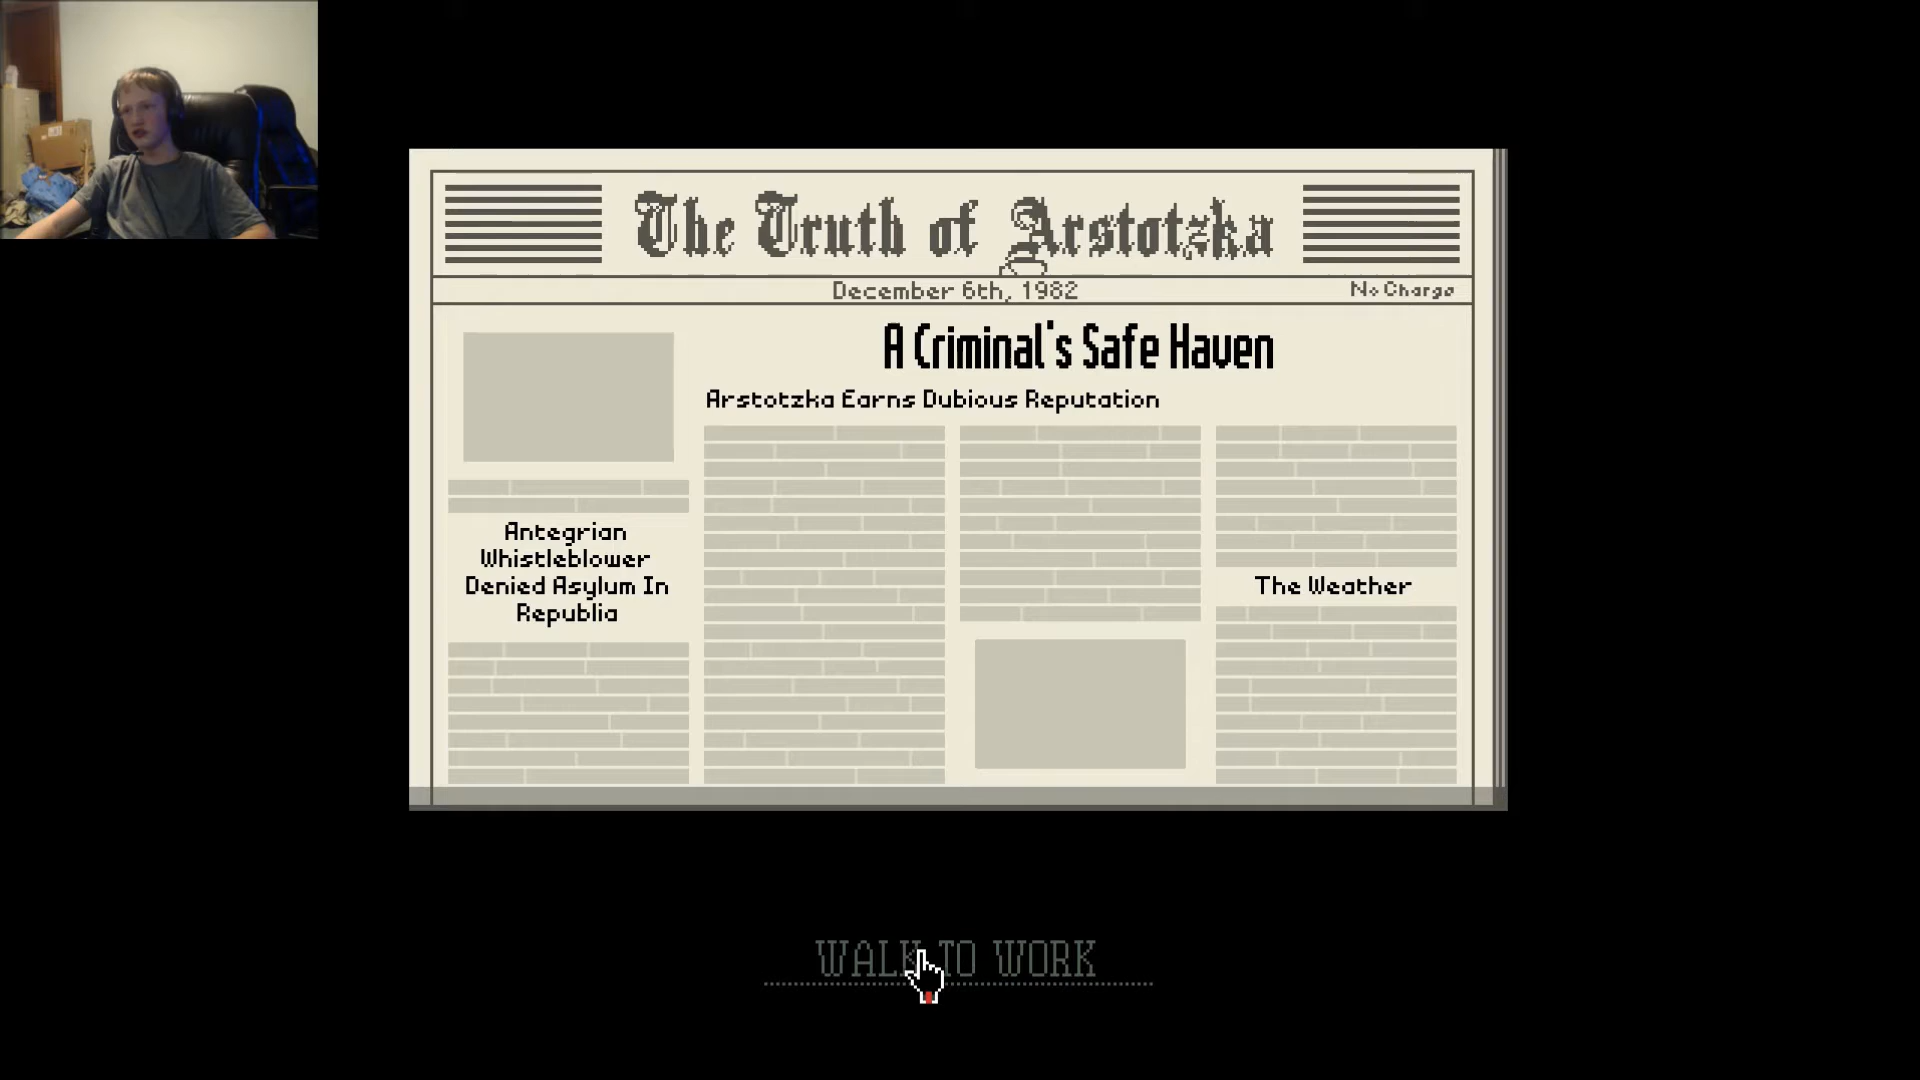 The Truth of Arstotzka
December 6th, 1982
No Charge
A Criminal's Safe Haven
Arstotzka Earns Dubious Reputation
Antegrian
Whistleblower
Denied Asylum In
Republia
The Weather
WALK TO WORK